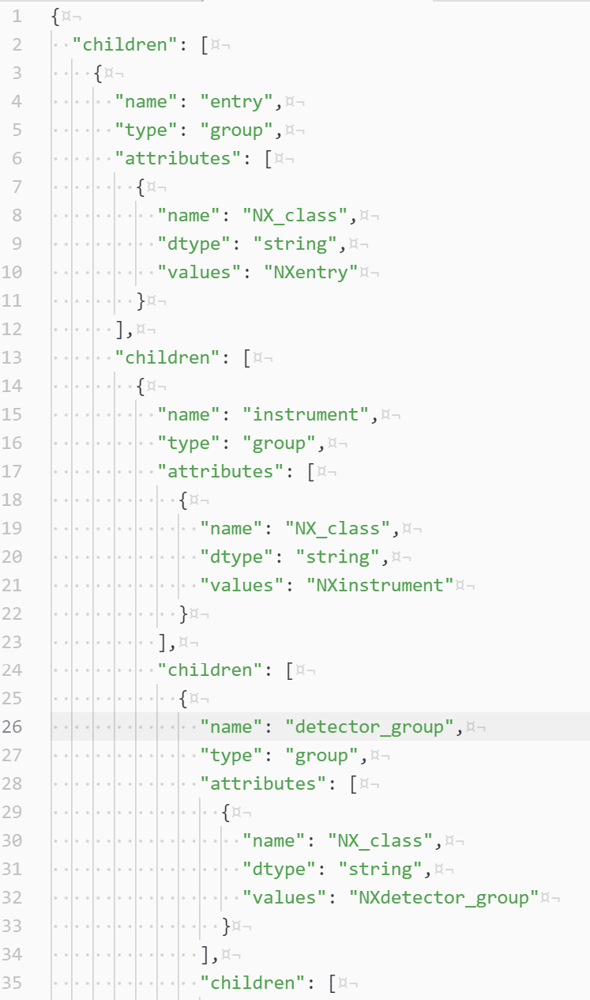 1 {¤¬
2 ··"children": [¤¬
3 ····{¤¬
4 ······"name": "entry",¤¬
5 ······"type": "group",¤¬
6 ······"attributes": [¤¬
7 ········{¤¬
8 ··········"name": "NX_class",¤¬
9 ··········"dtype": "string",¤¬
10 ··········"values": "NXentry"¤¬
11 ········}¤¬
12 ······],¤¬
13 ······"children": [¤¬
14 ········{¤¬
15 ··········"name": "instrument",¤¬
16 ··········"type": "group",¤¬
17 ··········"attributes": [¤¬
18 ············{¤¬
19 ··············"name": "NX_class",¤¬
20 ··············"dtype": "string",¤¬
21 ··············"values": "NXinstrument"¤¬
22 ············}¤¬
23 ··········],¤¬
24 ··········"children": [¤¬
25 ············{¤¬
26 ··············"name": "detector_group",¤¬
27 ··············"type": "group",¤¬
28 ··············"attributes": [¤¬
29 ················{¤¬
30 ··················"name": "NX_class",¤¬
31 ··················"dtype": "string",¤¬
32 ··················"values": "NXdetector_group"¤¬
33 ················}¤¬
34 ··············],¤¬
35 ··············"children": [¤¬